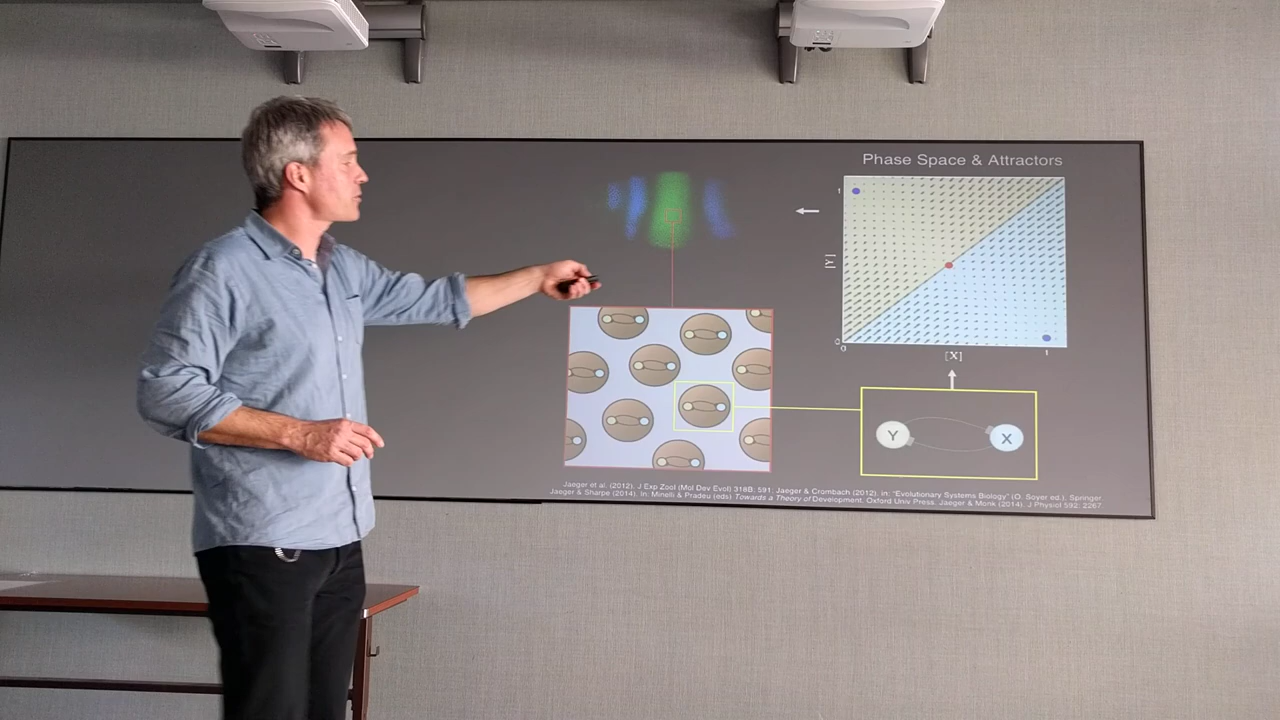 Phase Space & Attractors
1
[Y]
0
0
[X]
1
Y
X
Jaeger et al. (2012). J Exp Zool (Mol Dev Evol) 318B: 591; Jaeger & Crombach (2012). in: "Evolutionary Systems Biology" (O. Soyer ed.), Springer.
Jaeger & Sharpe (2014). In: Minelli & Pradeu (eds) Towards a Theory of Development. Oxford Univ Press. Jaeger & Monk (2014). J Physiol 592: 2267.